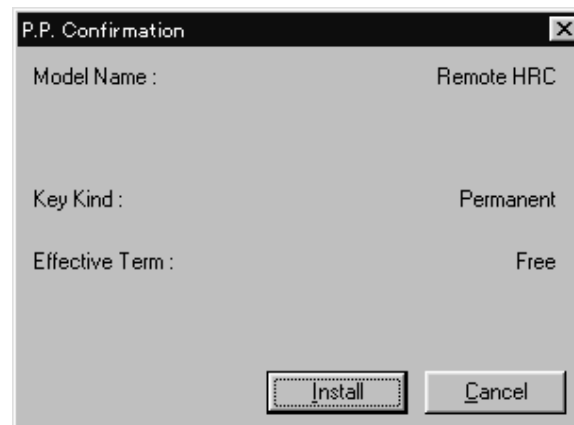 P.P. Confirmation
Model Name : Remote HRC
Key Kind : Permanent
Effective Term : Free
Install Cancel